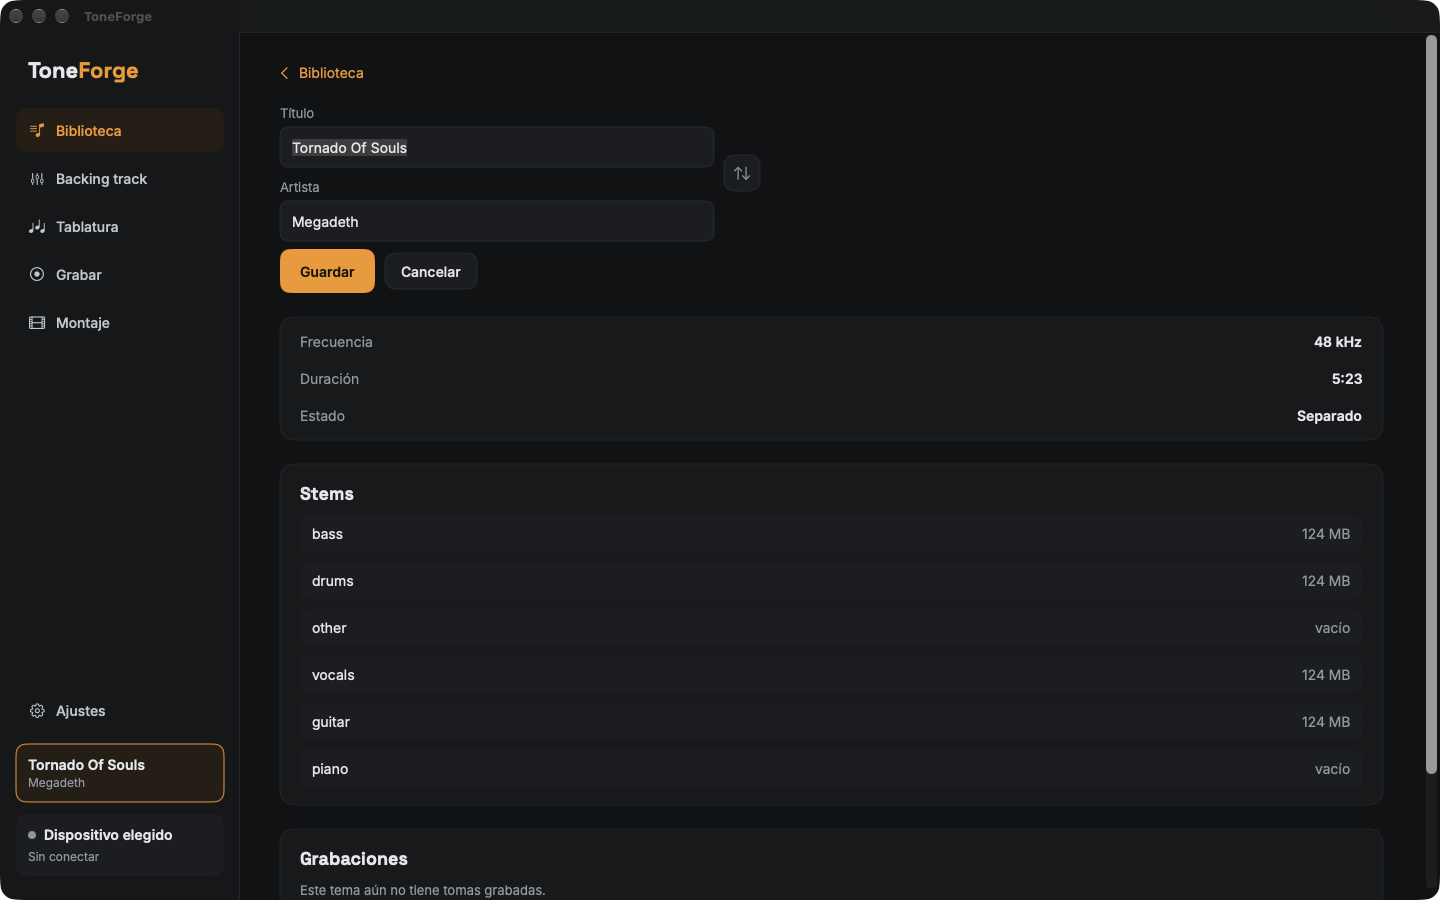 ToneForge
ToneForge
Biblioteca
Backing track
Tablatura
Grabar
Montaje
Ajustes
Tornado Of Souls
Megadeth
Dispositivo elegido
Sin conectar
Biblioteca
Título
Tornado Of Souls
Artista
Megadeth
Guardar Cancelar
Frecuencia 48 kHz
Duración 5:23
Estado Separado
Stems
bass 124 MB
drums 124 MB
other vacío
vocals 124 MB
guitar 124 MB
piano vacío
Grabaciones
Este tema aún no tiene tomas grabadas.